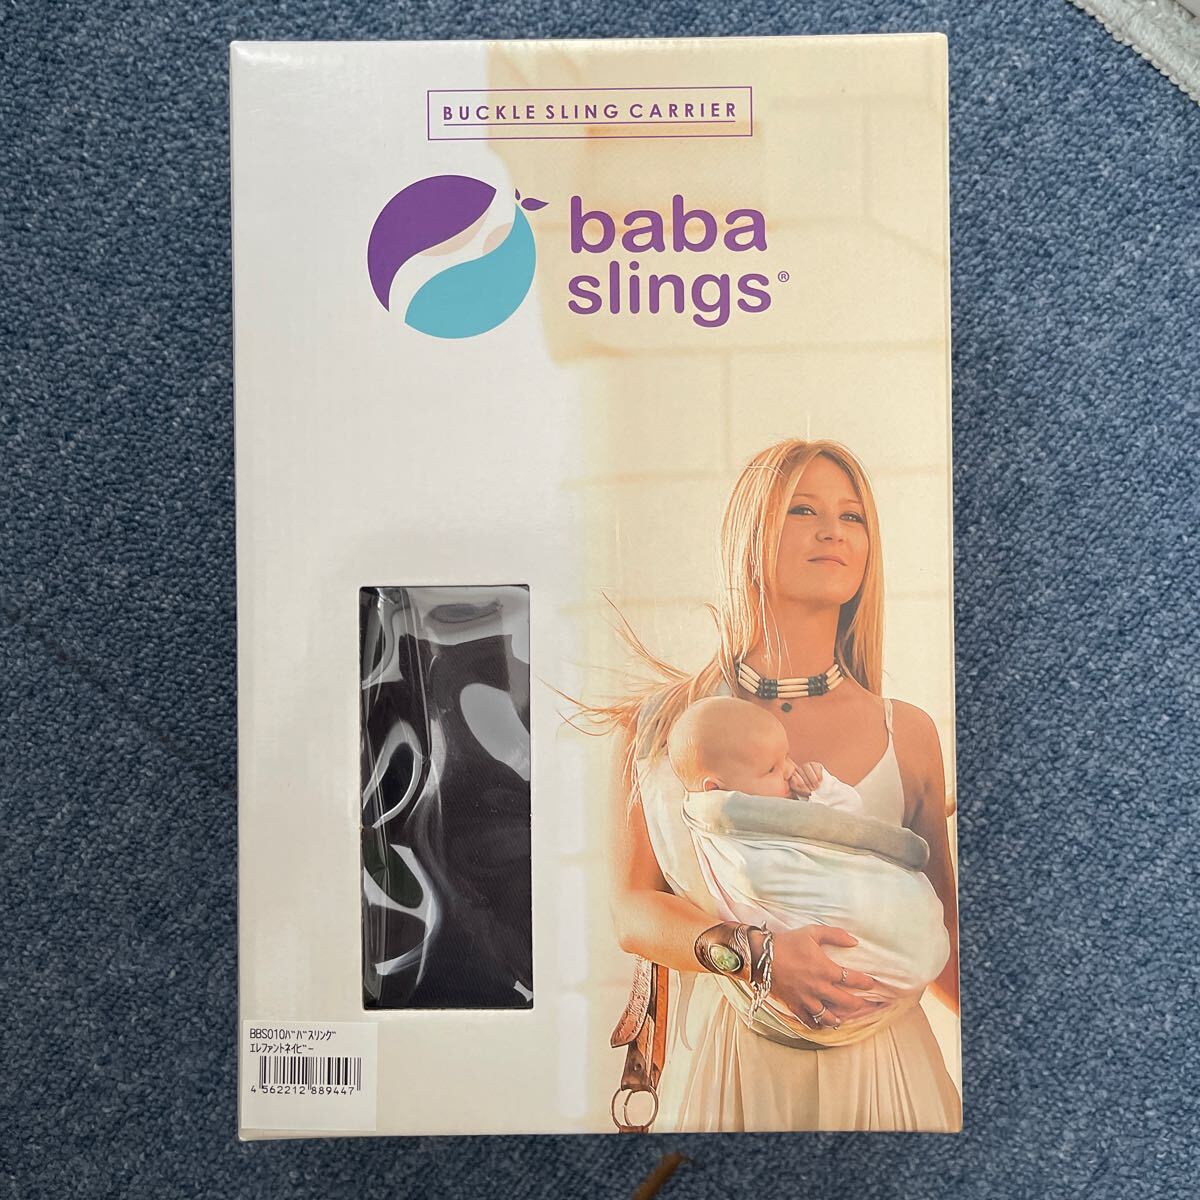 BUCKLE SLING CARRIER
baba
slings®
BBS010ﾊﾞﾊﾞｽﾘﾝｸﾞ
ｴﾚﾌｧﾝﾄﾈｲﾋﾞｰ
4 562212 889447